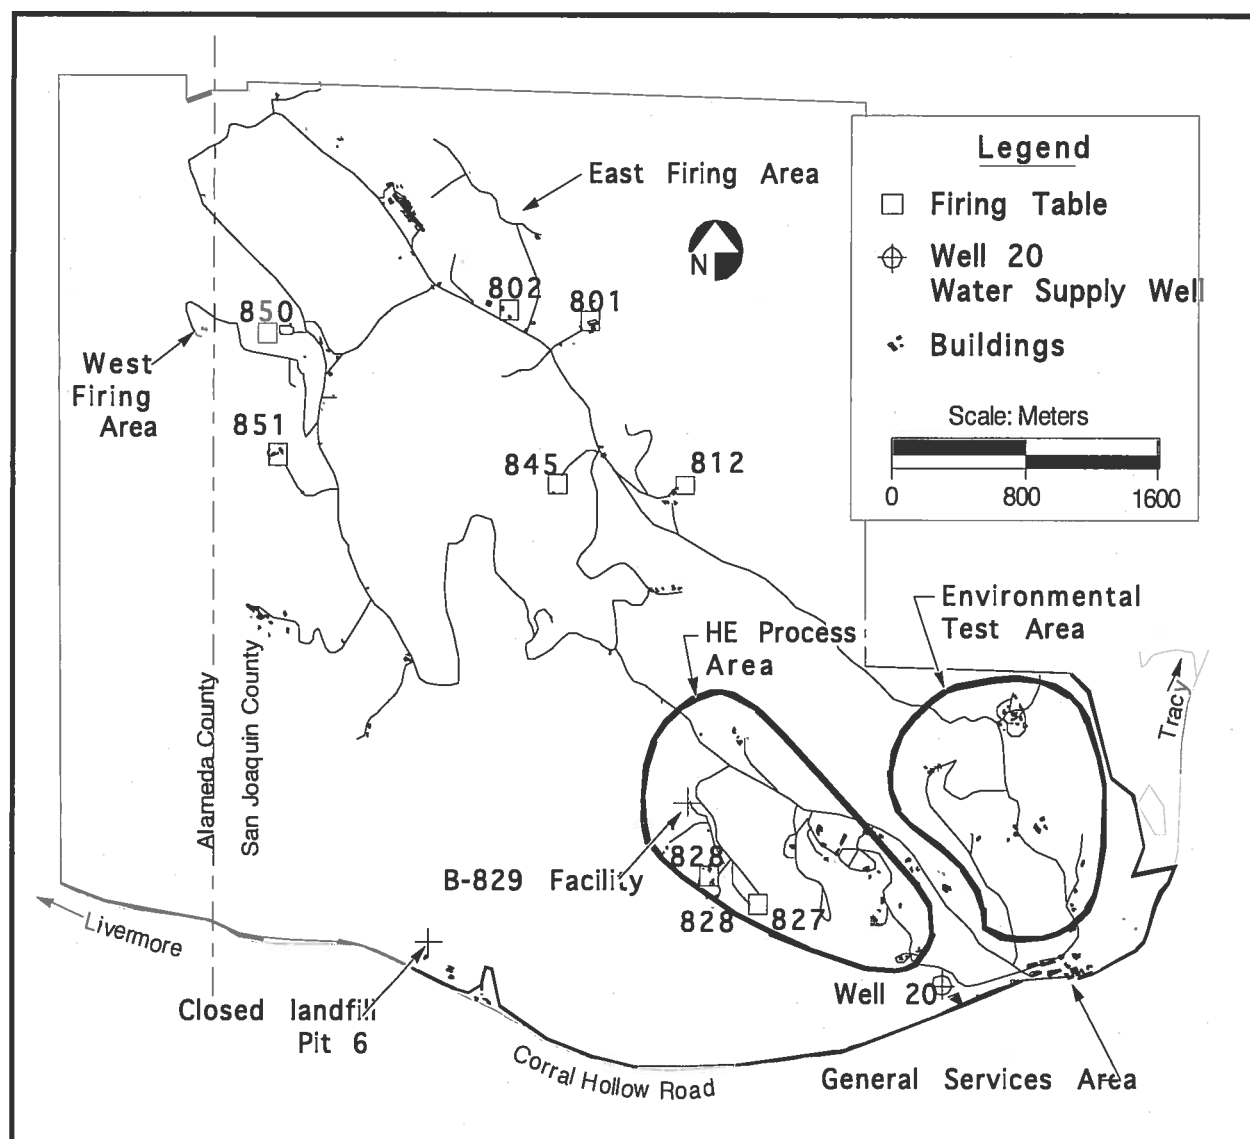 Legend
East Firing Area
Firing Table
Well 20
Water Supply Well
N
802
801
850
Buildings
West
Firing
Area
Scale: Meters
851
845
812
0 800 1600
Environmental
Test Area
HE Process
Area
Alameda County
San Joaquin County
Tracy
828
B-829 Facility
828
827
Livermore
Well 20
Closed landfill
Pit 6
Corral Hollow Road
General Services Area